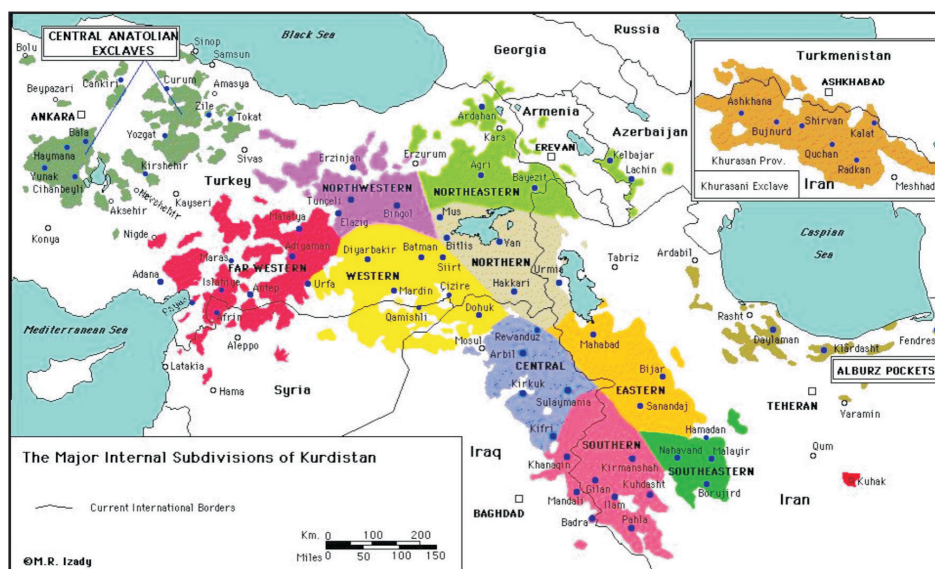 CENTRAL ANATOLIAN
EXCLAVES
Black Sea
Georgia
Russia
Armenia
Azerbaijan
Turkey
Syria
Iraq
Iran
Mediterranean Sea
Caspian
Sea
Bolu
Beypazari
ANKARA
Bala
Haymana
Yunak
Cihanbeyli
Konya
Aksehir
Nigde
Nevchehir
Kayseri
Kirshehir
Yozgat
Cankiri
Curum
Sinop
Samsun
Amasya
Zile
Tokat
Sivas
Erzinjan
Erzurum
NORTHWESTERN
Tunceli
Elazig
Bingol
Ardahan
Kars
EREVAN
Agri
Bayezit
NORTHEASTERN
Kelbajar
Lachin
Malatya
Adiyaman
Maras
FAR WESTERN
Islahiye
Antep
Urfa
Adana
Afrin
Aleppo
Latakia
Hama
Diyarbakir
Batman
Siirt
WESTERN
Mardin
Cizire
Qamishli
Dohuk
Mus
Bitlis
Van
NORTHERN
Hakkari
Urmia
Tabriz
Ardabil
Mosul
Rewanduz
Arbil
CENTRAL
Kirkuk
Sulaymania
Kifri
Mahabad
Bijar
EASTERN
Sanandaj
Hamadan
Nahavand
Malayir
SOUTHEASTERN
Borujird
SOUTHERN
Khanaqin
Kirmanshah
Gilan
Kuhdasht
Mandali
Ilam
Badra
Pahla
BAGHDAD
Rasht
Daylaman
Klardasht
Fendres
ALBURZ POCKETS
TEHERAN
Yaramin
Qum
Kuhak
Iran
Turkmenistan
ASHKHABAD
Ashkhana
Bujnurd
Shirvan
Kalat
Quchan
Radkan
Khurasan Prov.
Iran
Meshhad
Khurasani Exclave
The Major Internal Subdivisions of Kurdistan
Current International Borders
Km.
0 50 100 150 200
Miles 0 50 100 150
©M.R. Izady